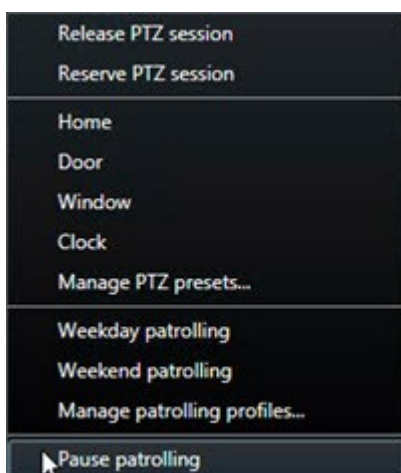 Release PTZ session
Reserve PTZ session
Home
Door
Window
Clock
Manage PTZ presets...
Weekday patrolling
Weekend patrolling
Manage patrolling profiles...
Pause patrolling